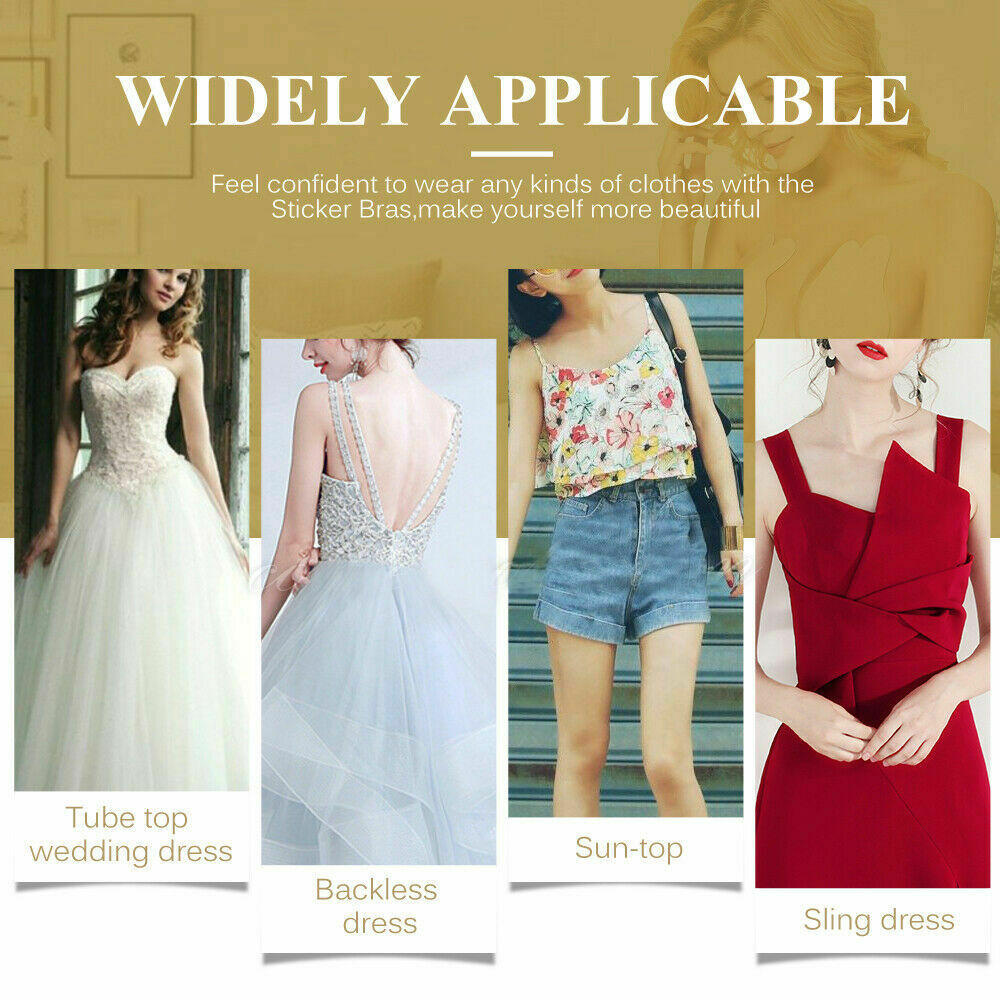 WIDELY APPLICABLE
Feel confident to wear any kinds of clothes with the
Sticker Bras,make yourself more beautiful
Tube top
wedding dress
Backless
dress
Sun-top
Sling dress